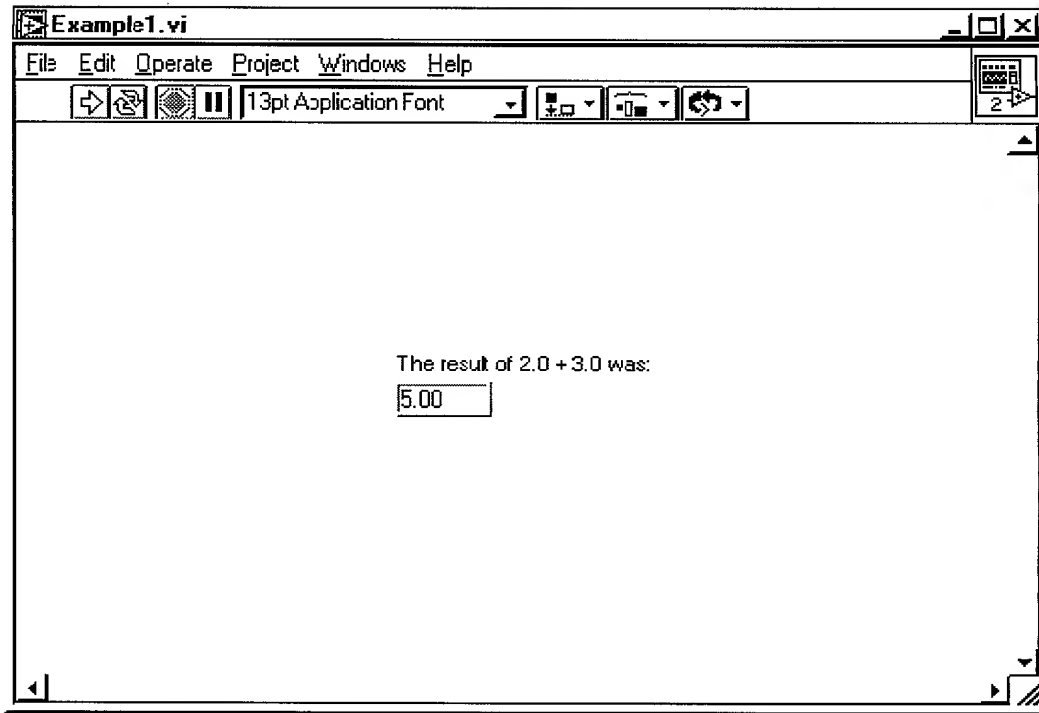 Example1.vi
File Edit Operate Project Windows Help
13pt Application Font
2
The result of 2.0 + 3.0 was:
5.00